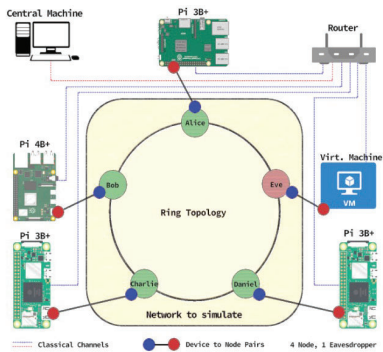 Central Machine
Pi 3B+
Router
Alice
Pi 4B+
Virt. Machine
Bob
Eve
VM
Ring Topology
Pi 3B+
Pi 3B+
Charlie
Daniel
Network to simulate
Classical Channels
Device to Node Pairs
4 Node, 1 Eavesdropper